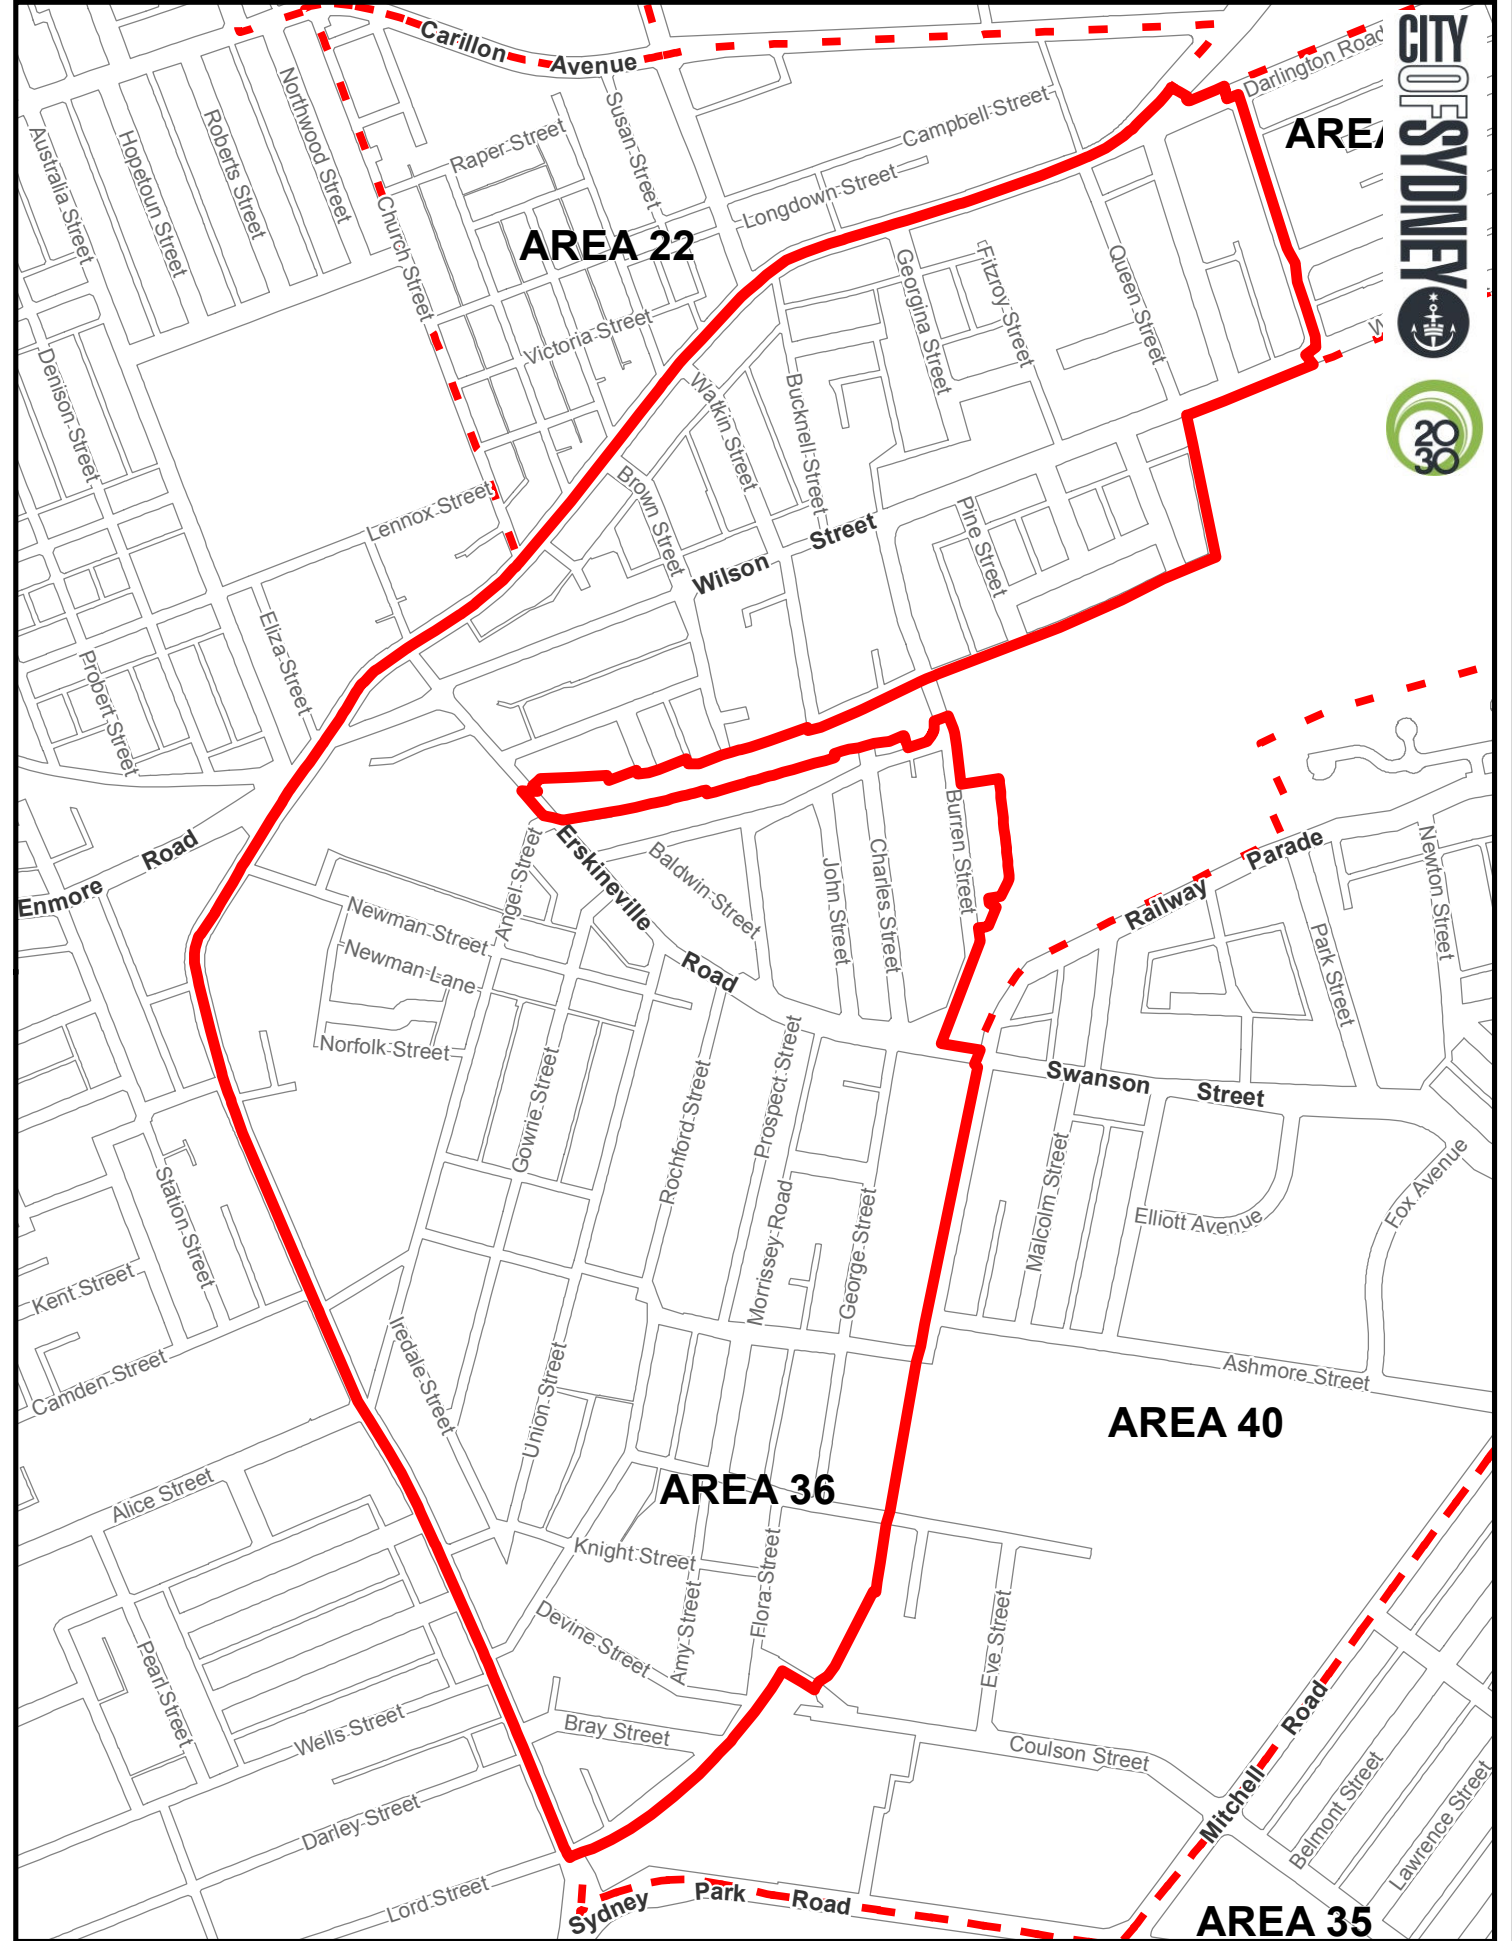 Carillon
Avenue
Darlington Road
CITY OF SYDNEY
2030
AREA
Northwood Street
Roberts Street
Hopetoun Street
Australia Street
Susan Street
Raper Street
Campbell Street
Longdown Street
Church Street
AREA 22
Georgina Street
Fitzroy Street
Queen Street
W
Victoria Street
Denison Street
Watkin Street
Bucknell Street
Brown Street
Lennox Street
Wilson
Street
Pine Street
Eliza Street
Probert Street
Enmore
Road
Angel Street
Erskineville
Road
Baldwin Street
John Street
Charles Street
Burren Street
Railway
Parade
Newton Street
Park Street
Newman Street
Newman Lane
Norfolk Street
Swanson
Street
Gowrie Street
Rochford Street
Prospect Street
Malcolm Street
Elliott Avenue
Fox Avenue
Station Street
Kent Street
Morrissey Road
George Street
Camden Street
Iredale Street
Union Street
Ashmore Street
AREA 40
AREA 36
Alice Street
Knight Street
Flora Street
Amy Street
Devine Street
Eve Street
Pearl Street
Wells Street
Bray Street
Coulson Street
Mitchell
Road
Belmont Street
Lawrence Street
Darley Street
Lord Street
Sydney
Park
Road
AREA 35